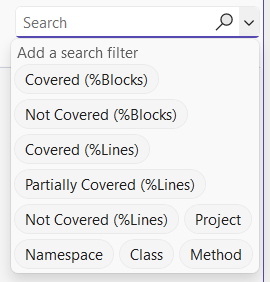 Search
Add a search filter
Covered (%Blocks)
Not Covered (%Blocks)
Covered (%Lines)
Partially Covered (%Lines)
Not Covered (%Lines) Project
Namespace Class Method